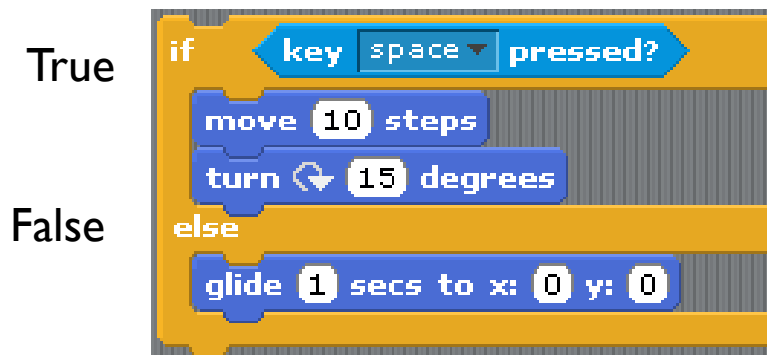 True
if key space pressed?
move 10 steps
turn 15 degrees
False
else
glide 1 secs to x: 0 y: 0